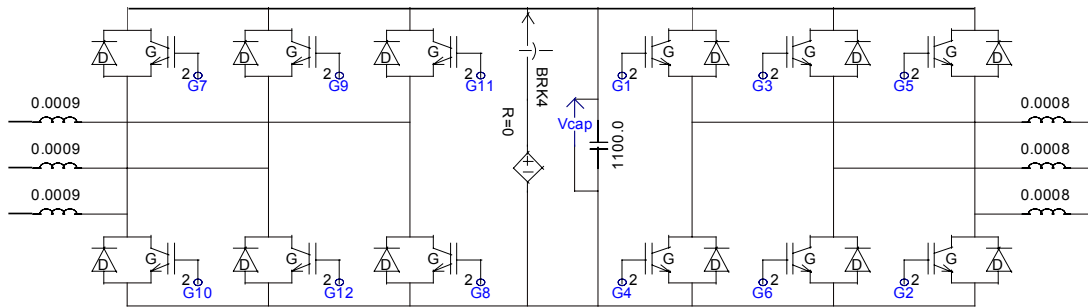 D G 2 G7
D G 2 G9
D G 2 G11
BRK4
R=0
G D 2 G1
G D 2 G3
G D 2 G5
0.0009
0.0009
0.0009
Vcap
1100.0
0.0008
0.0008
0.0008
D G 2 G10
D G 2 G12
D G 2 G8
+
−
G D 2 G4
G D 2 G6
G D 2 G2